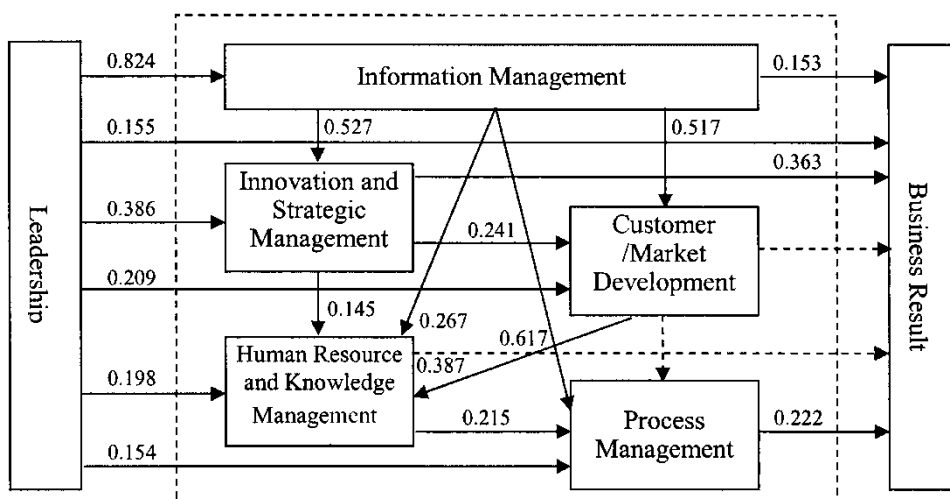 0.824
Information Management
0.153
0.155
0.527
0.517
0.363
Leadership
Business Result
0.386
Innovation and
Strategic
Management
0.241
Customer
/Market
Development
0.209
0.145
0.267
0.617
0.198
Human Resource
and Knowledge
Management
0.387
0.215
Process
Management
0.222
0.154